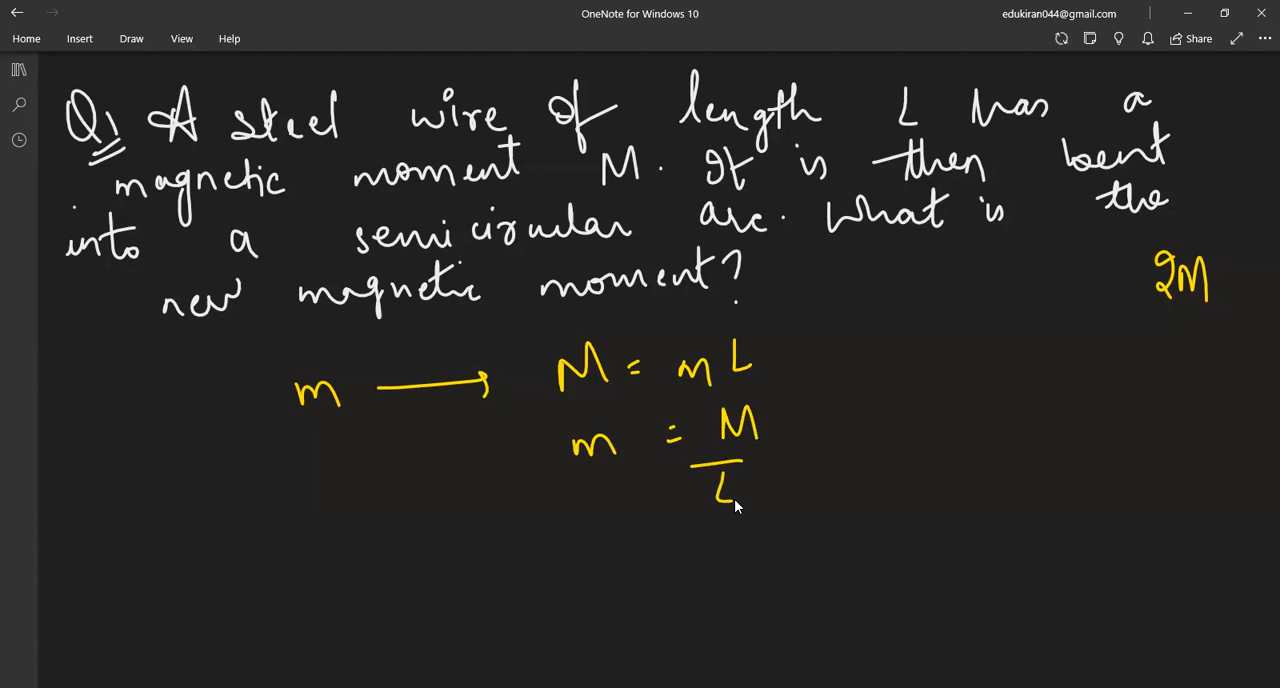 OneNote for Windows 10
edukiran044@gmail.com
Home Insert Draw View Help
Share
Q1 A steel wire of length L has a
magnetic moment M. It is then bent
into a semicircular arc. What is the
new magnetic moment?
2M
m → M = mL
m = M
L